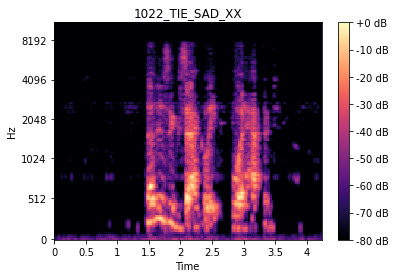 1022_TIE_SAD_XX
+0 dB
8192
-10 dB
4096
-20 dB
-30 dB
2048
-40 dB
Hz
1024
-50 dB
512
-60 dB
-70 dB
0
-80 dB
0 0.5 1 1.5 2 2.5 3 3.5 4
Time